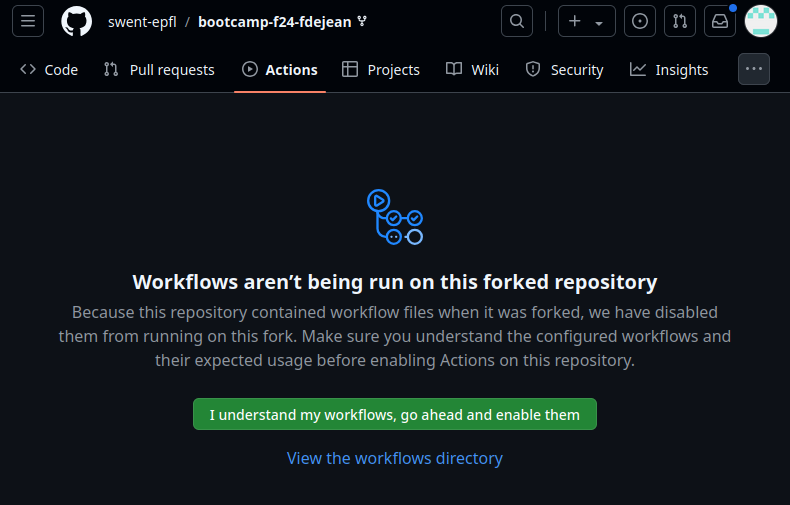 swent-epfl / bootcamp-f24-fdejean
Code Pull requests Actions Projects Wiki Security Insights
Workflows aren’t being run on this forked repository
Because this repository contained workflow files when it was forked, we have disabled
them from running on this fork. Make sure you understand the configured workflows and
their expected usage before enabling Actions on this repository.
I understand my workflows, go ahead and enable them
View the workflows directory